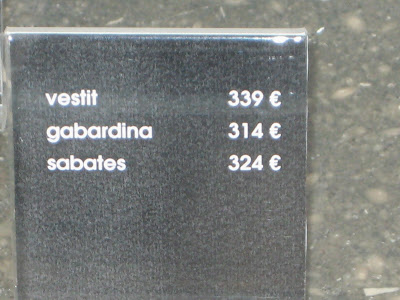 vestit 339 €
gabardina 314 €
sabates 324 €